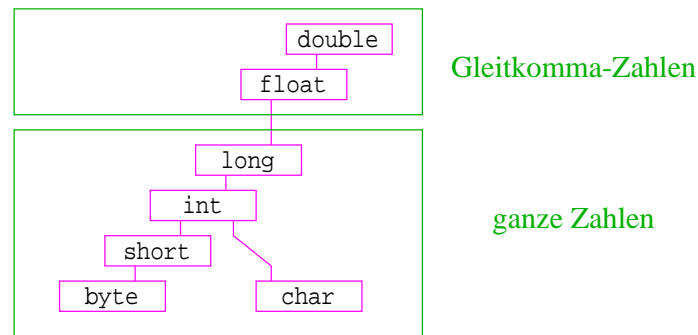 double
Gleitkomma-Zahlen
float
long
int
ganze Zahlen
short
byte
char